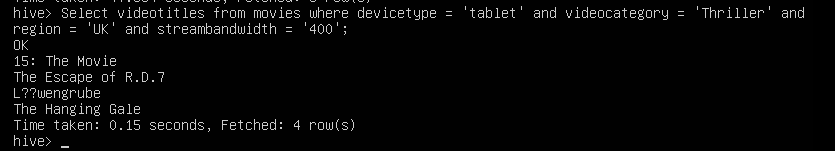 hive> Select videotitles from movies where devicetype = 'tablet' and videocategory = 'Thriller' and
region = 'UK' and streambandwidth = '400';
OK
15: The Movie
The Escape of R.D.7
L??wengrube
The Hanging Gale
Time taken: 0.15 seconds, Fetched: 4 row(s)
hive> _